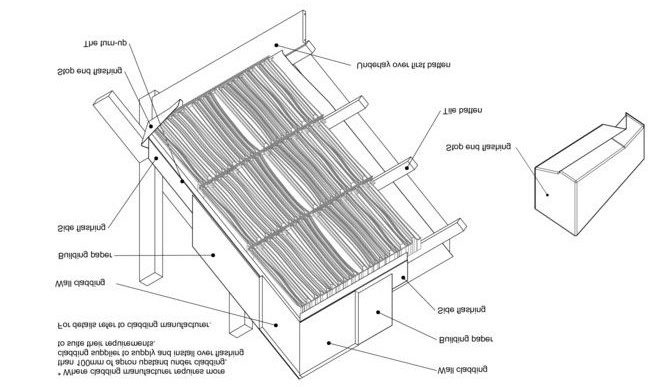 * Where cladding manufacturer requires more
than 100mm of apron upstand under cladding,
cladding supplier to supply and install over flashing
to suite their requirements.
For details refer to cladding manufacturer.
Wall cladding
Building paper
Side flashing
Wall cladding
Building paper
Side flashing
Stop end flashing
Tile batten
Stop end flashing
Underlay over first batten
The turn-up